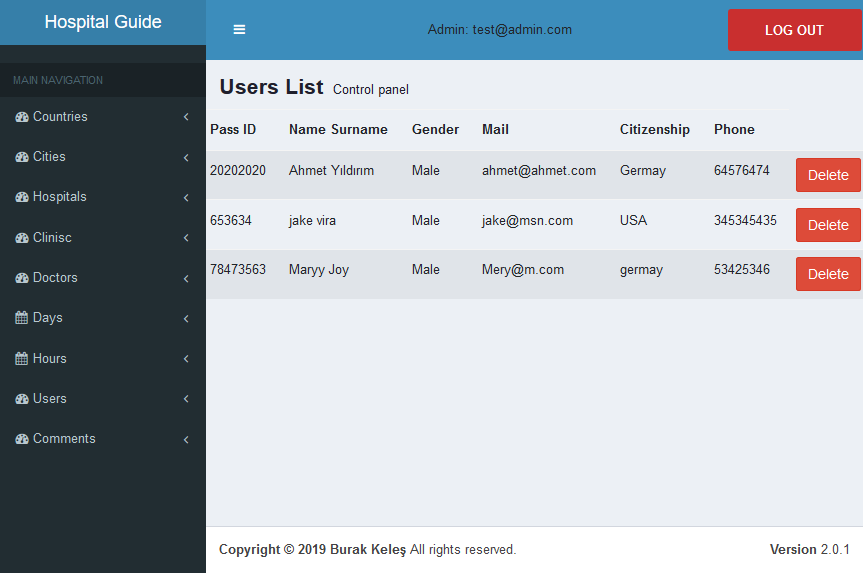 Hospital Guide
Admin: test@admin.com
LOG OUT
MAIN NAVIGATION
Countries
Cities
Hospitals
Clinisc
Doctors
Days
Hours
Users
Comments
Users List Control panel
Pass ID Name Surname Gender Mail Citizenship Phone
20202020 Ahmet Yıldırım Male ahmet@ahmet.com Germay 64576474 Delete
653634 jake vira Male jake@msn.com USA 345345435 Delete
78473563 Maryy Joy Male Mery@m.com germay 53425346 Delete
Copyright © 2019 Burak Keleş All rights reserved.
Version 2.0.1